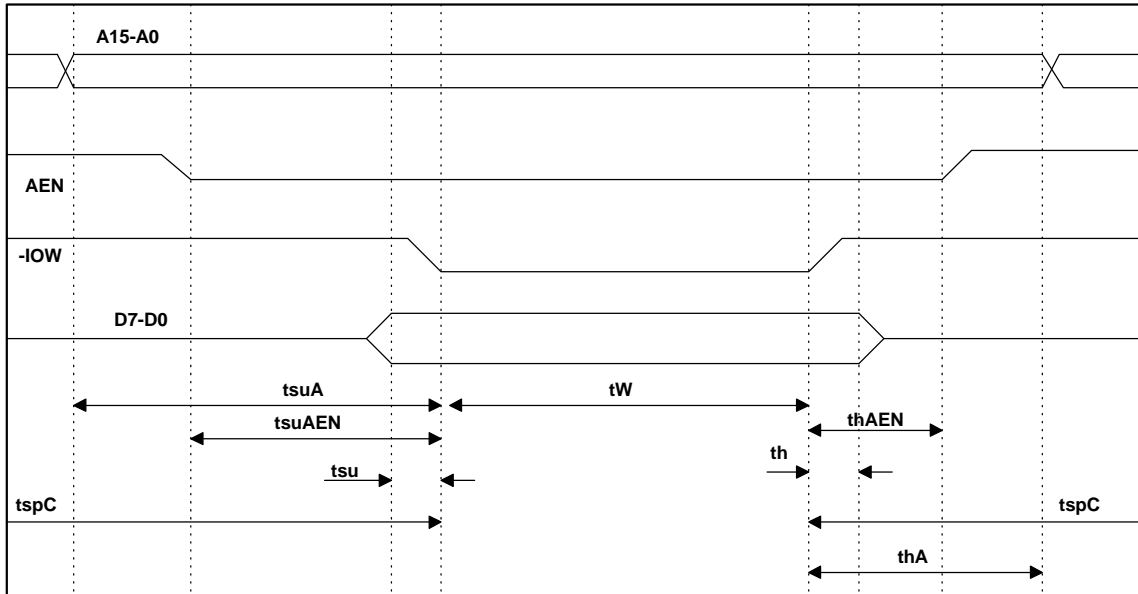 A15-A0
AEN
-IOW
D7-D0
tsuA
tW
tsuAEN
thAEN
tsu
th
tspC
tspC
thA